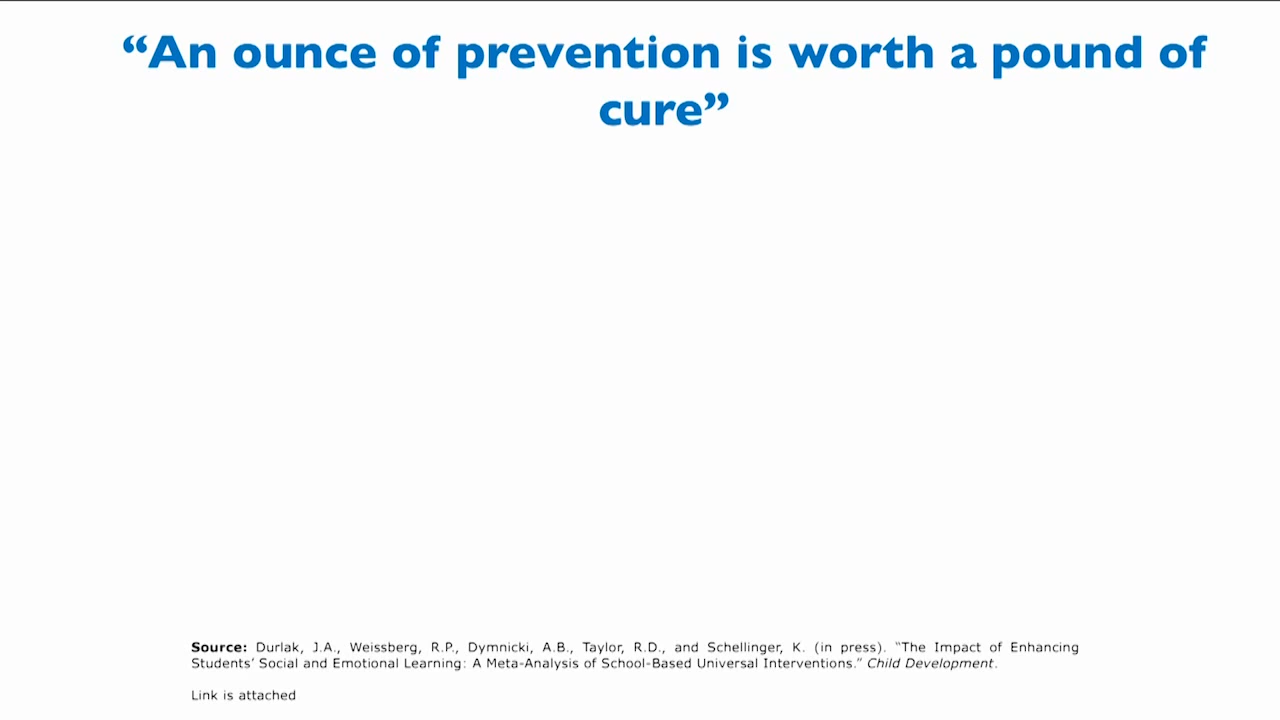 “An ounce of prevention is worth a pound of
cure”
Source: Durlak, J.A., Weissberg, R.P., Dymnicki, A.B., Taylor, R.D., and Schellinger, K. (in press). “The Impact of Enhancing
Students’ Social and Emotional Learning: A Meta-Analysis of School-Based Universal Interventions.” Child Development.
Link is attached